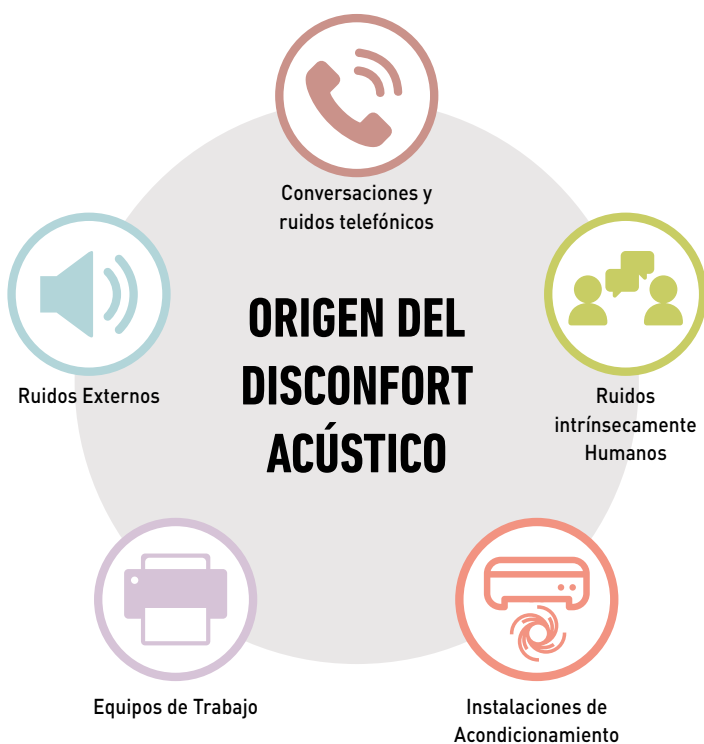 Conversaciones y
ruidos telefónicos
Ruidos Externos
ORIGEN DEL
DISCONFORT
ACÚSTICO
Ruidos
intrínsecamente
Humanos
Equipos de Trabajo
Instalaciones de
Acondicionamiento